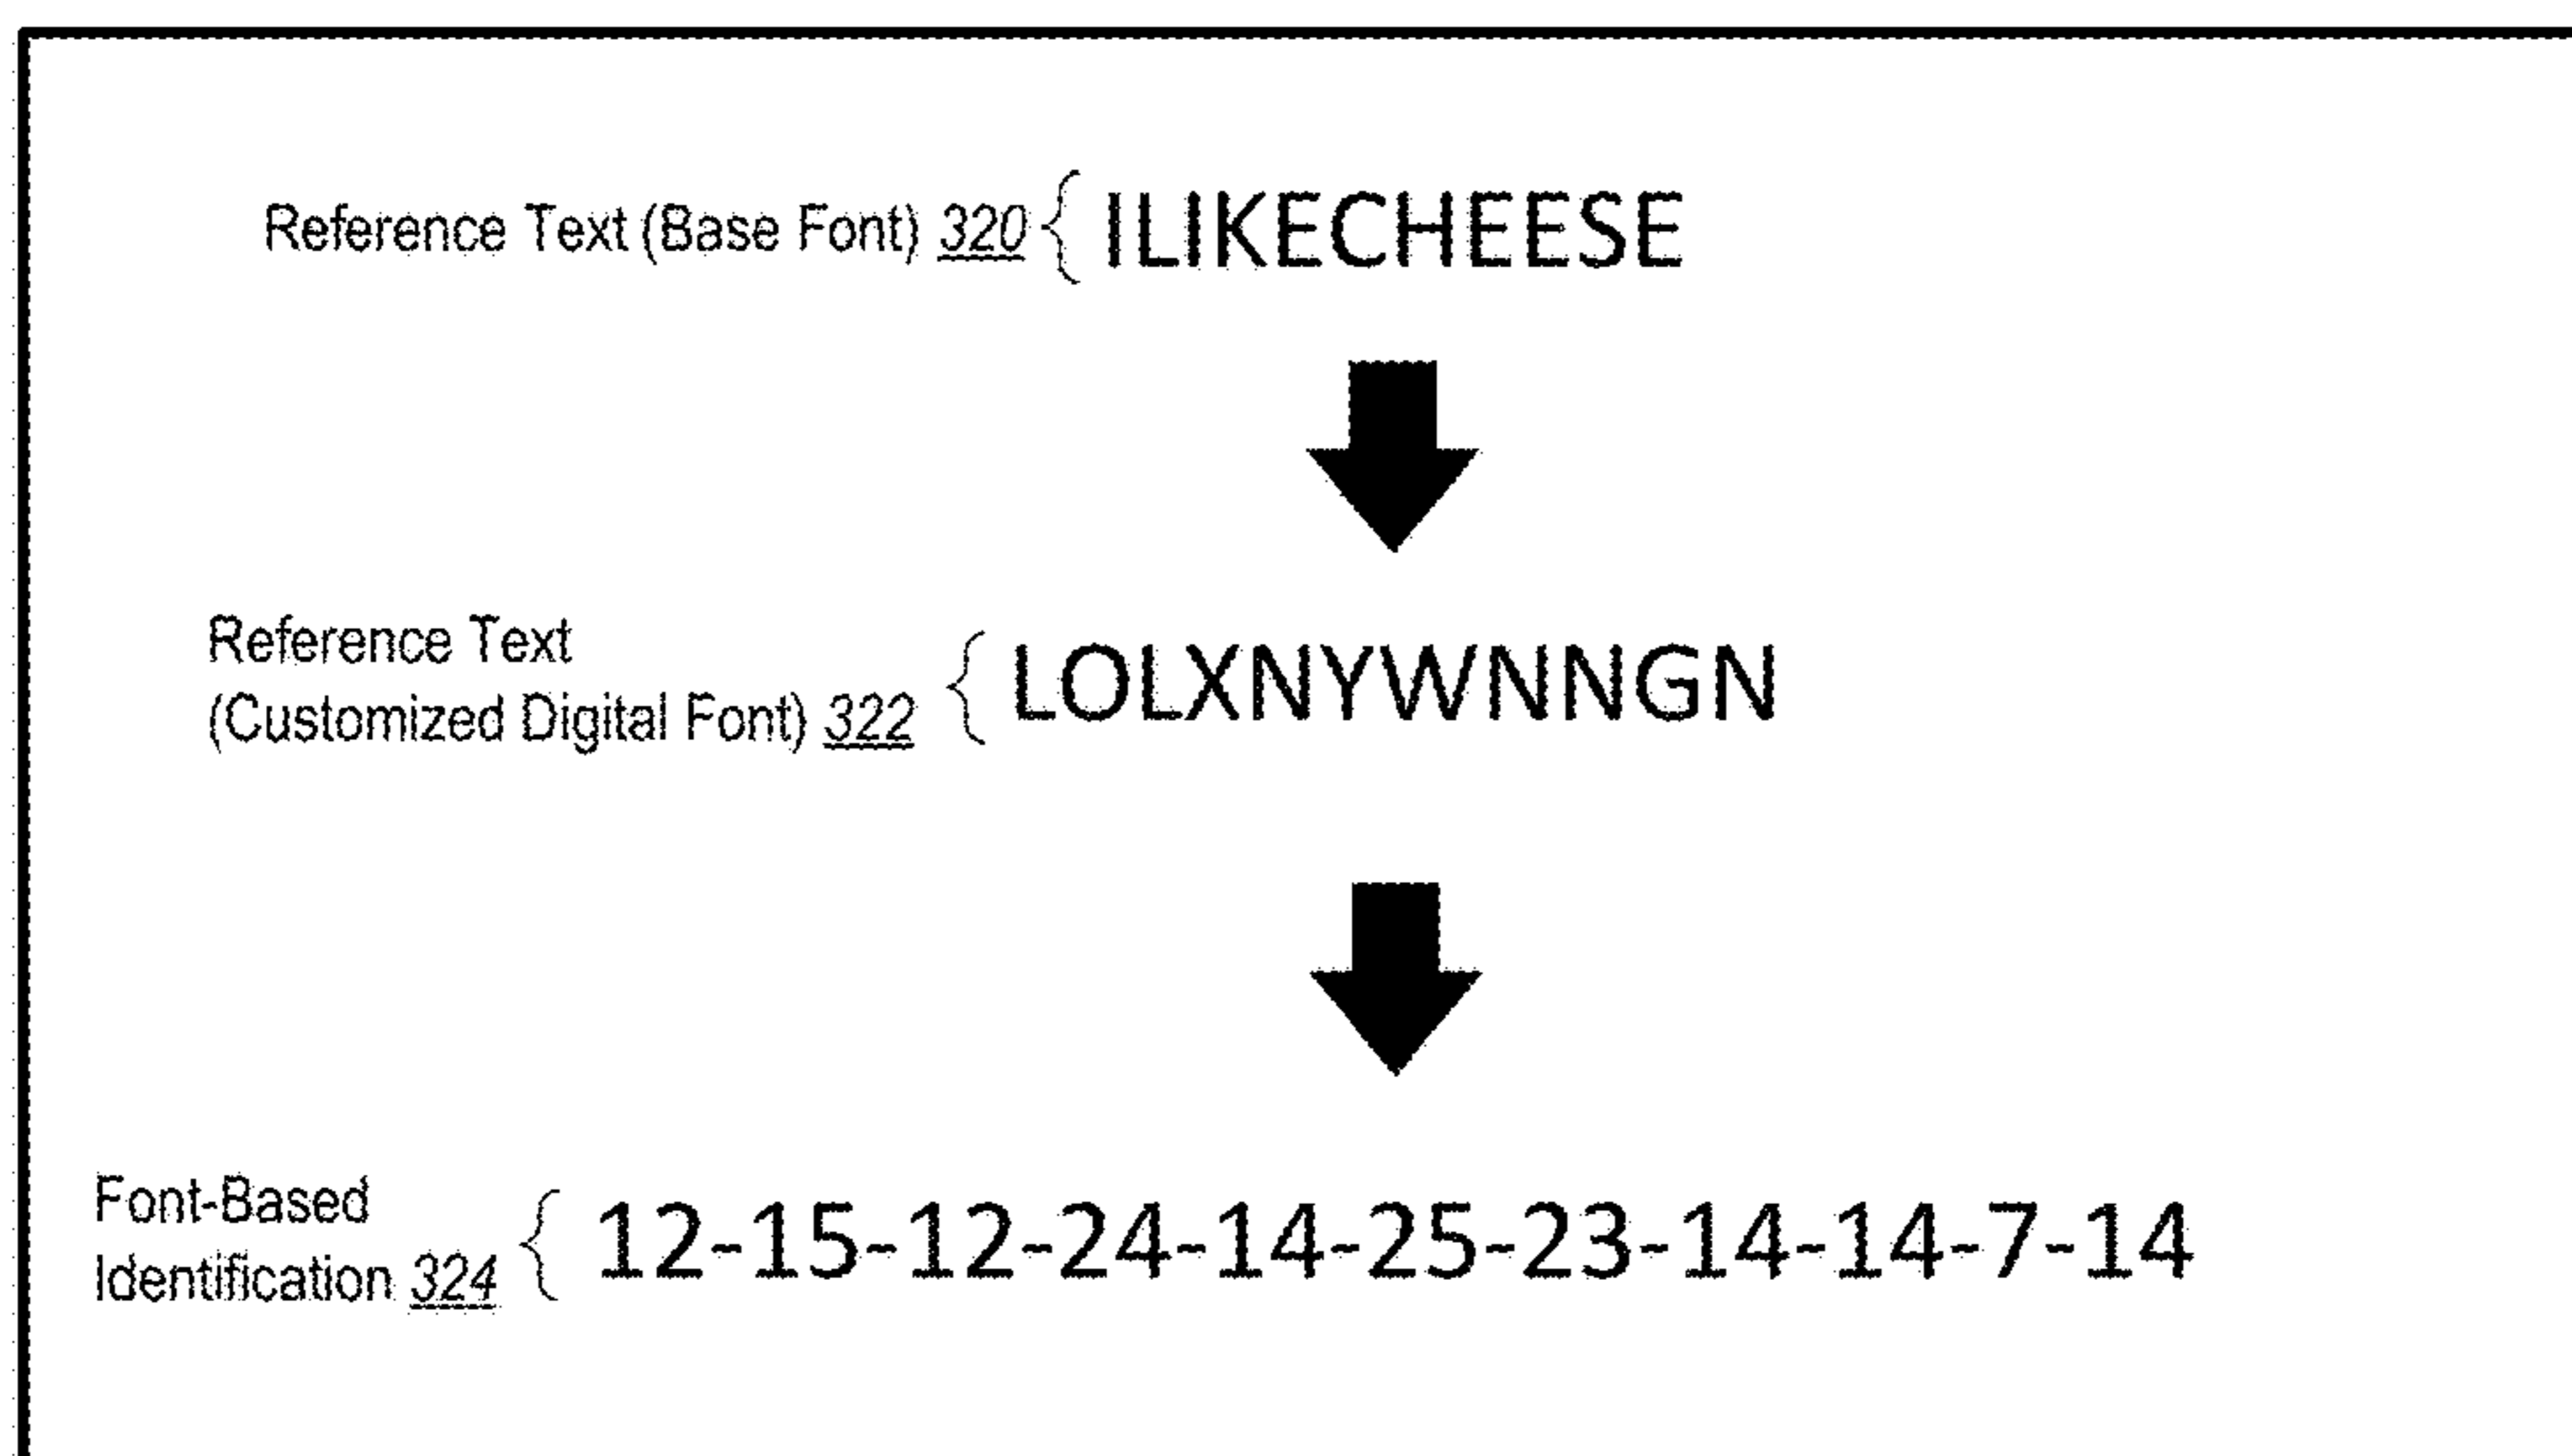 Reference Text (Base Font) 320 { ILIKECHEESE
Reference Text
(Customized Digital Font) 322 { LOLXNYWNNGN
Font-Based
Identification 324 { 12-15-12-24-14-25-23-14-14-7-14